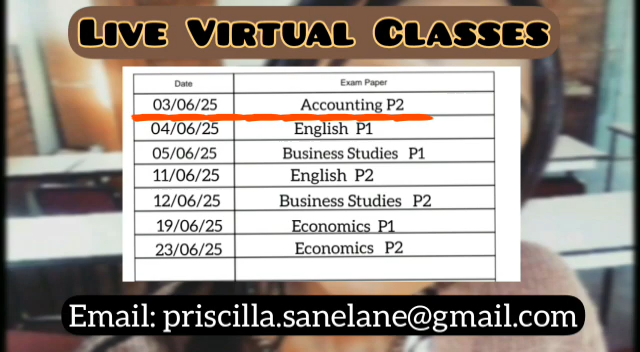 LIVE VIRTUAL CLASSES
Date Exam Paper
03/06/25 Accounting P2
04/06/25 English P1
05/06/25 Business Studies P1
11/06/25 English P2
12/06/25 Business Studies P2
19/06/25 Economics P1
23/06/25 Economics P2
Email: priscilla.sanelane@gmail.com